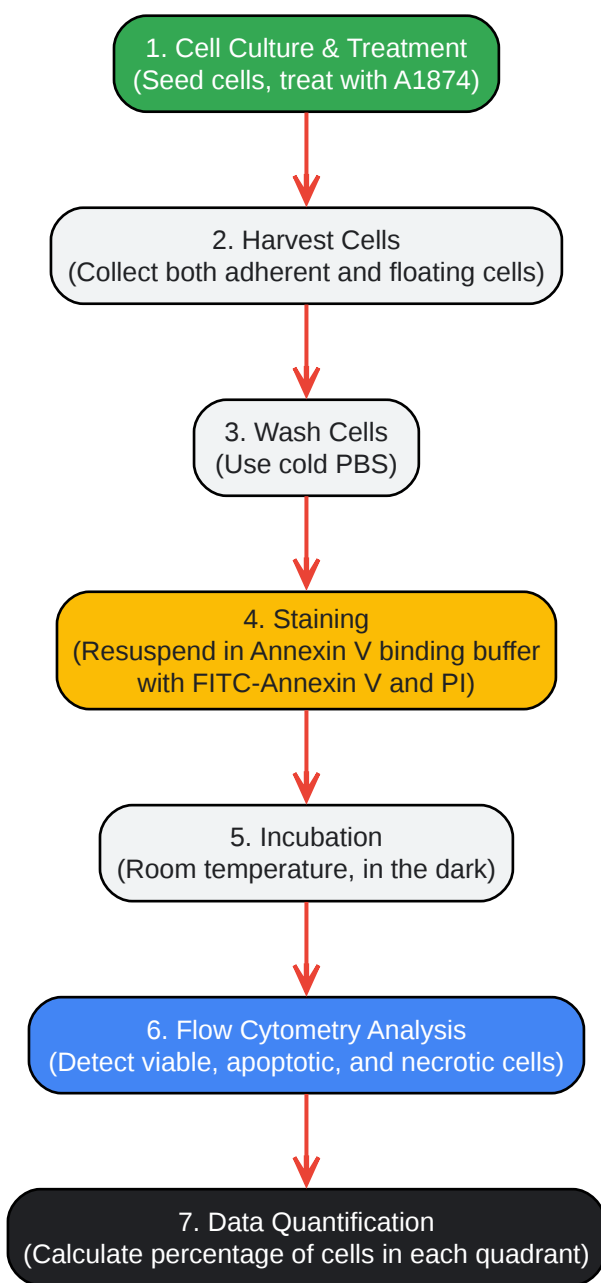 1. Cell Culture & Treatment
(Seed cells, treat with A1874)
2. Harvest Cells
(Collect both adherent and floating cells)
3. Wash Cells
(Use cold PBS)
4. Staining
(Resuspend in Annexin V binding buffer
with FITC-Annexin V and PI)
5. Incubation
(Room temperature, in the dark)
6. Flow Cytometry Analysis
(Detect viable, apoptotic, and necrotic cells)
7. Data Quantification
(Calculate percentage of cells in each quadrant)